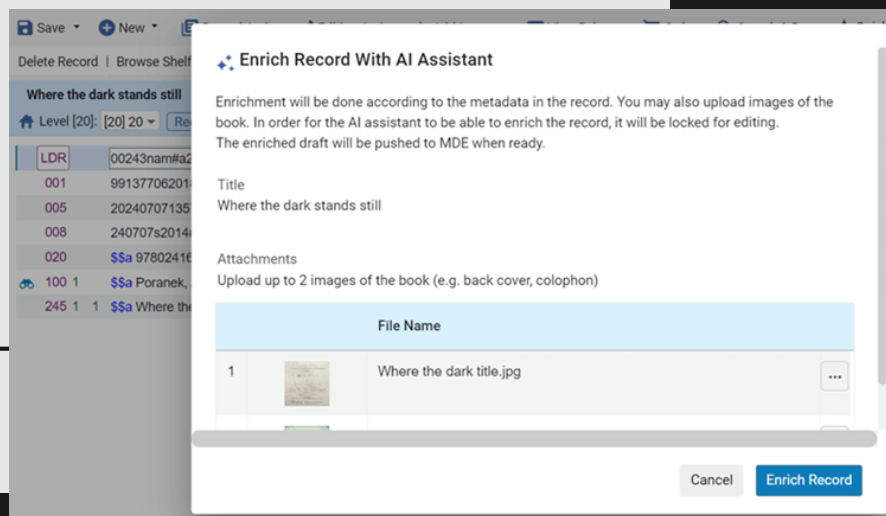 Save New
Delete Record | Browse Shelf
Where the dark stands still
Level [20]: [20] 20
LDR 00243nam#a2
001 99137706201
005 2024070713
008 240707s2014
020 $$a 97802416
100 1 $$a Poranek,
245 1 1 $$a Where the
Enrich Record With AI Assistant
Enrichment will be done according to the metadata in the record. You may also upload images of the
book. In order for the AI assistant to be able to enrich the record, it will be locked for editing.
The enriched draft will be pushed to MDE when ready.
Title
Where the dark stands still
Attachments
Upload up to 2 images of the book (e.g. back cover, colophon)
File Name
1 Where the dark title.jpg
...
Cancel Enrich Record